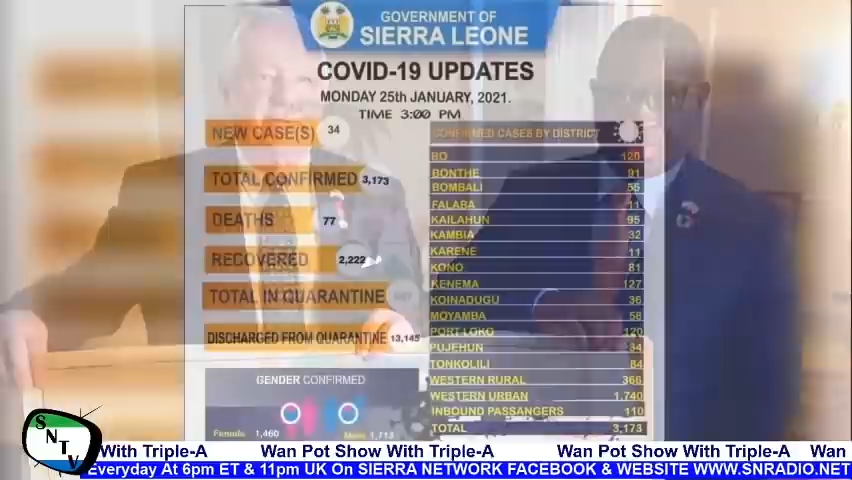 GOVERNMENT OF
SIERRA LEONE
COVID-19 UPDATES
MONDAY 25th JANUARY, 2021.
TIME 3:00 PM
NEW CASE(S) 34
TOTAL CONFIRMED 3,173
DEATHS 77
RECOVERED 2,222
TOTAL IN QUARANTINE
DISCHARGED FROM QUARANTINE 13,145
GENDER CONFIRMED
Female 1,460 Male 1,713
CONFIRMED CASES BY DISTRICT
BO 120
BONTHE 91
BOMBALI 55
FALABA 11
KAILAHUN 95
KAMBIA 32
KARENE 11
KONO 81
KENEMA 127
KOINADUGU 36
MOYAMBA 58
PORT LOKO 120
PUJEHUN 34
TONKOLILI 84
WESTERN RURAL 366
WESTERN URBAN 1,740
INBOUND PASSANGERS 110
TOTAL 3,173
SNTV
With Triple-A Wan Pot Show With Triple-A Wan Pot Show With Triple-A Wan
Everyday At 6pm ET & 11pm UK On SIERRA NETWORK FACEBOOK & WEBSITE WWW.SNRADIO.NET